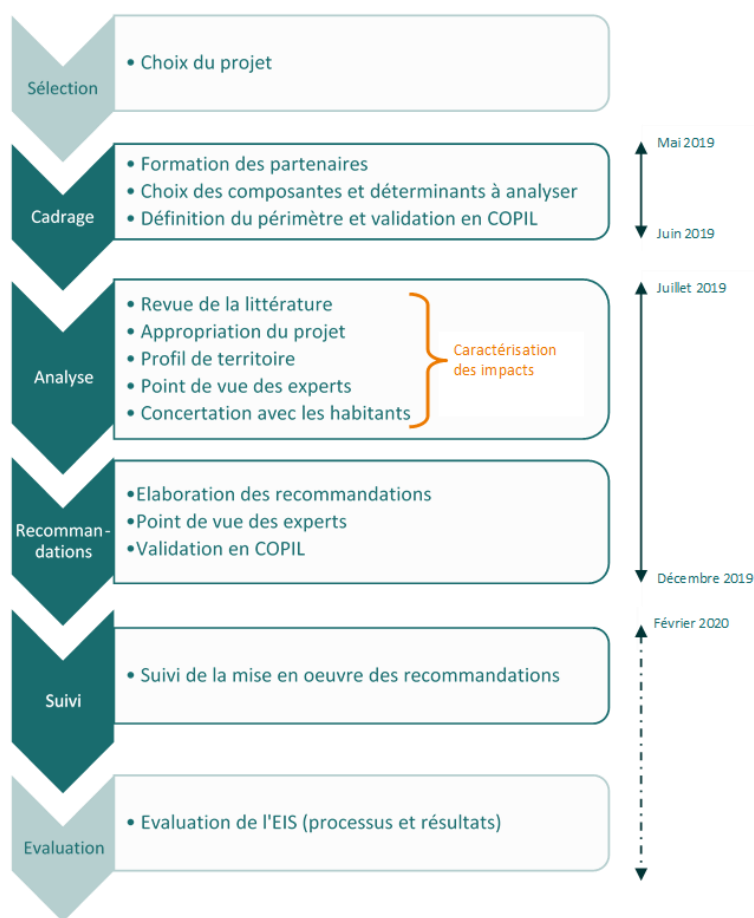 Sélection
• Choix du projet
Cadrage
• Formation des partenaires
• Choix des composantes et déterminants à analyser
• Définition du périmètre et validation en COPIL
Mai 2019
Juin 2019
Analyse
• Revue de la littérature
• Appropriation du projet
• Profil de territoire
• Point de vue des experts
• Concertation avec les habitants
Caractérisation
des impacts
Juillet 2019
Recomman-
dations
•Elaboration des recommandations
•Point de vue des experts
•Validation en COPIL
Décembre 2019
Février 2020
Suivi
• Suivi de la mise en oeuvre des recommandations
Evaluation
• Evaluation de l'EIS (processus et résultats)